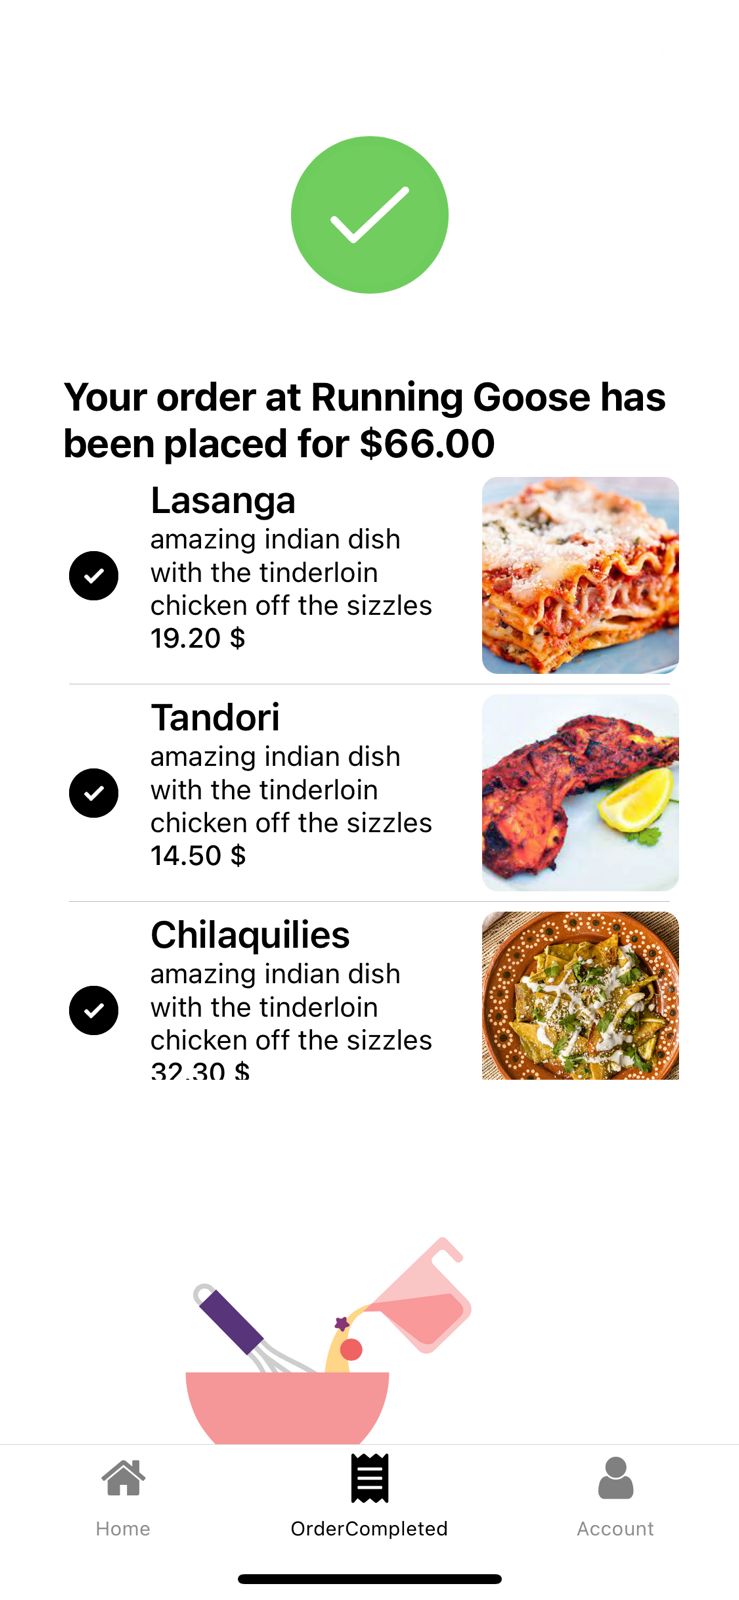 Your order at Running Goose has
been placed for $66.00
Lasanga
amazing indian dish
with the tinderloin
chicken off the sizzles
19.20 $
Tandori
amazing indian dish
with the tinderloin
chicken off the sizzles
14.50 $
Chilaquilies
amazing indian dish
with the tinderloin
chicken off the sizzles
32.30 $
Home
OrderCompleted
Account